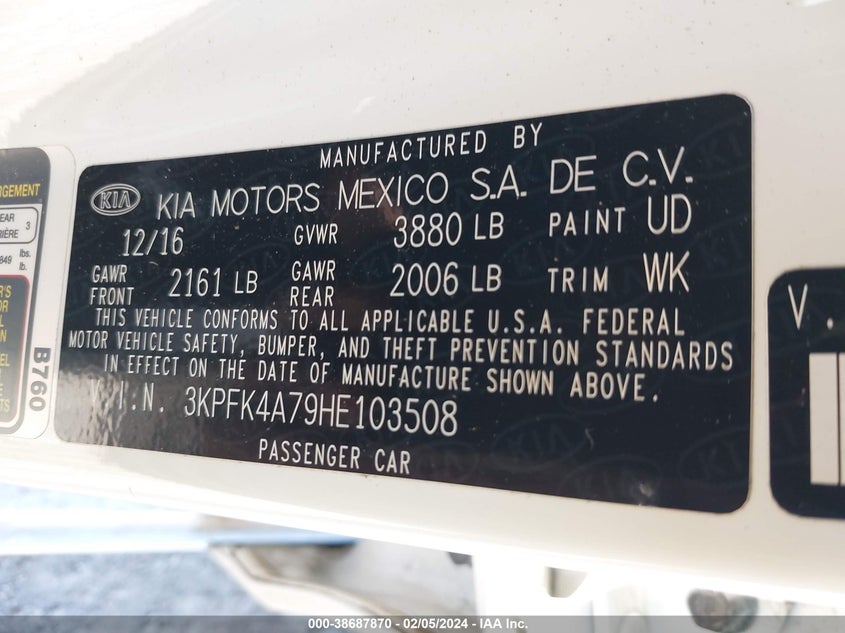 MANUFACTURED BY
KIA KIA MOTORS MEXICO S.A. DE C.V.
12/16 GVWR 3880 LB PAINT UD
GAWR FRONT 2161 LB GAWR REAR 2006 LB TRIM WK
THIS VEHICLE CONFORMS TO ALL APPLICABLE U.S.A. FEDERAL
MOTOR VEHICLE SAFETY, BUMPER, AND THEFT PREVENTION STANDARDS
IN EFFECT ON THE DATE OF MANUFACTURE SHOWN ABOVE.
V.I.N. 3KPFK4A79HE103508
PASSENGER CAR
B760
V.
000-38687870 — 02/05/2024 — IAA Inc.